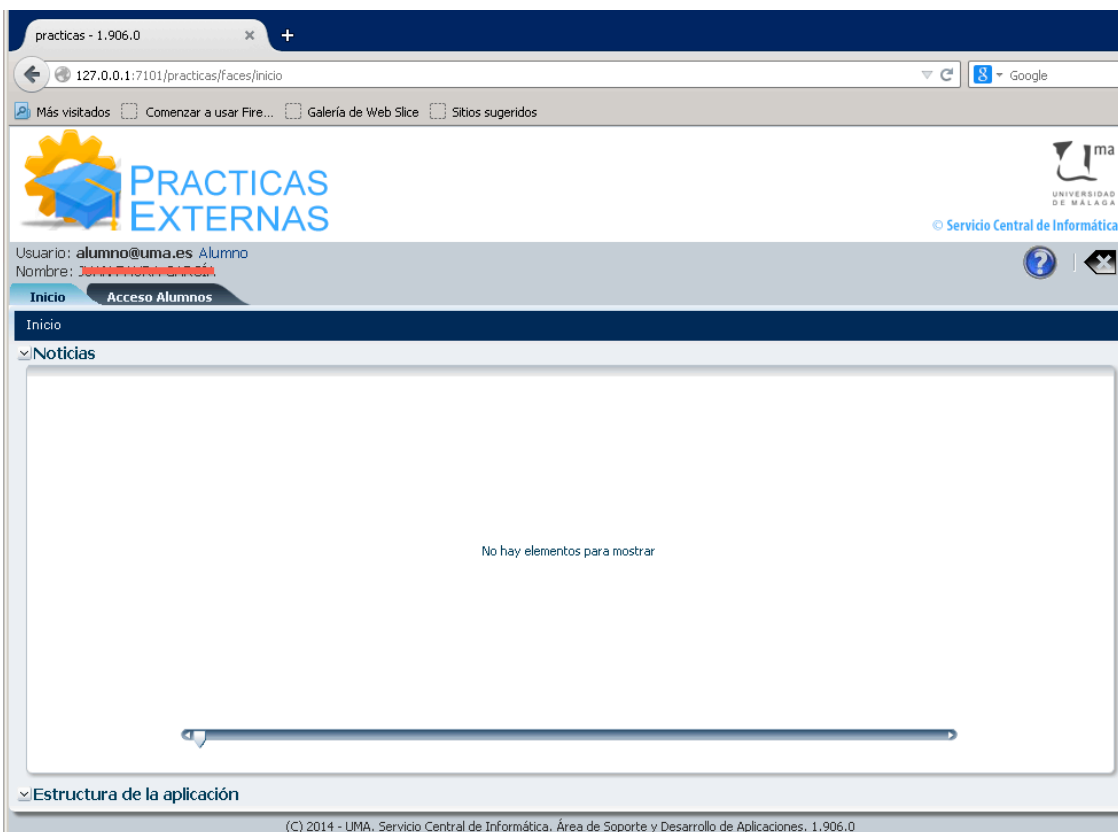 practicas - 1.906.0
127.0.0.1:7101/practicas/faces/inicio
Google
Más visitados Comenzar a usar Fire... Galería de Web Slice Sitios sugeridos
PRACTICAS
EXTERNAS
uma
UNIVERSIDAD
DE MÁLAGA
© Servicio Central de Informática
Usuario: alumno@uma.es Alumno
Nombre:
Inicio Acceso Alumnos
Inicio
Noticias
No hay elementos para mostrar
Estructura de la aplicación
(C) 2014 - UMA. Servicio Central de Informática. Área de Soporte y Desarrollo de Aplicaciones. 1.906.0